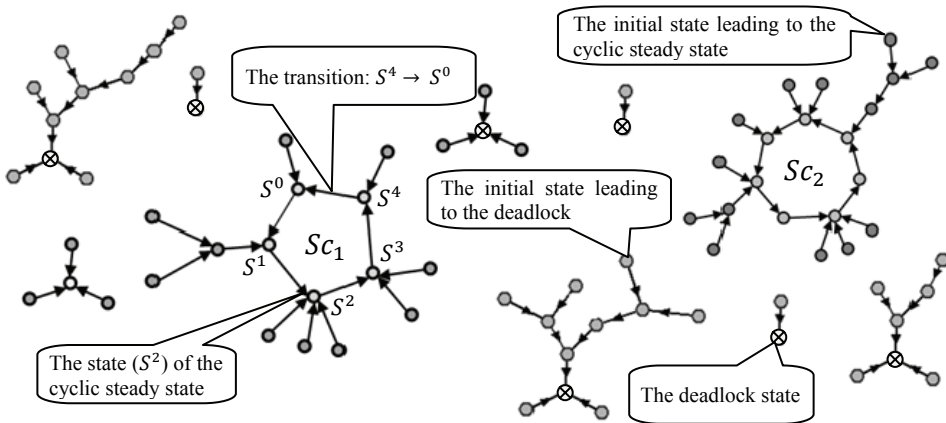 The initial state leading to the
cyclic steady state
The transition: S⁴ → S⁰
S⁰
S⁴
Sc₂
The initial state leading
to the deadlock
Sc₁
S¹
S³
S²
The state (S²) of the
cyclic steady state
The deadlock state